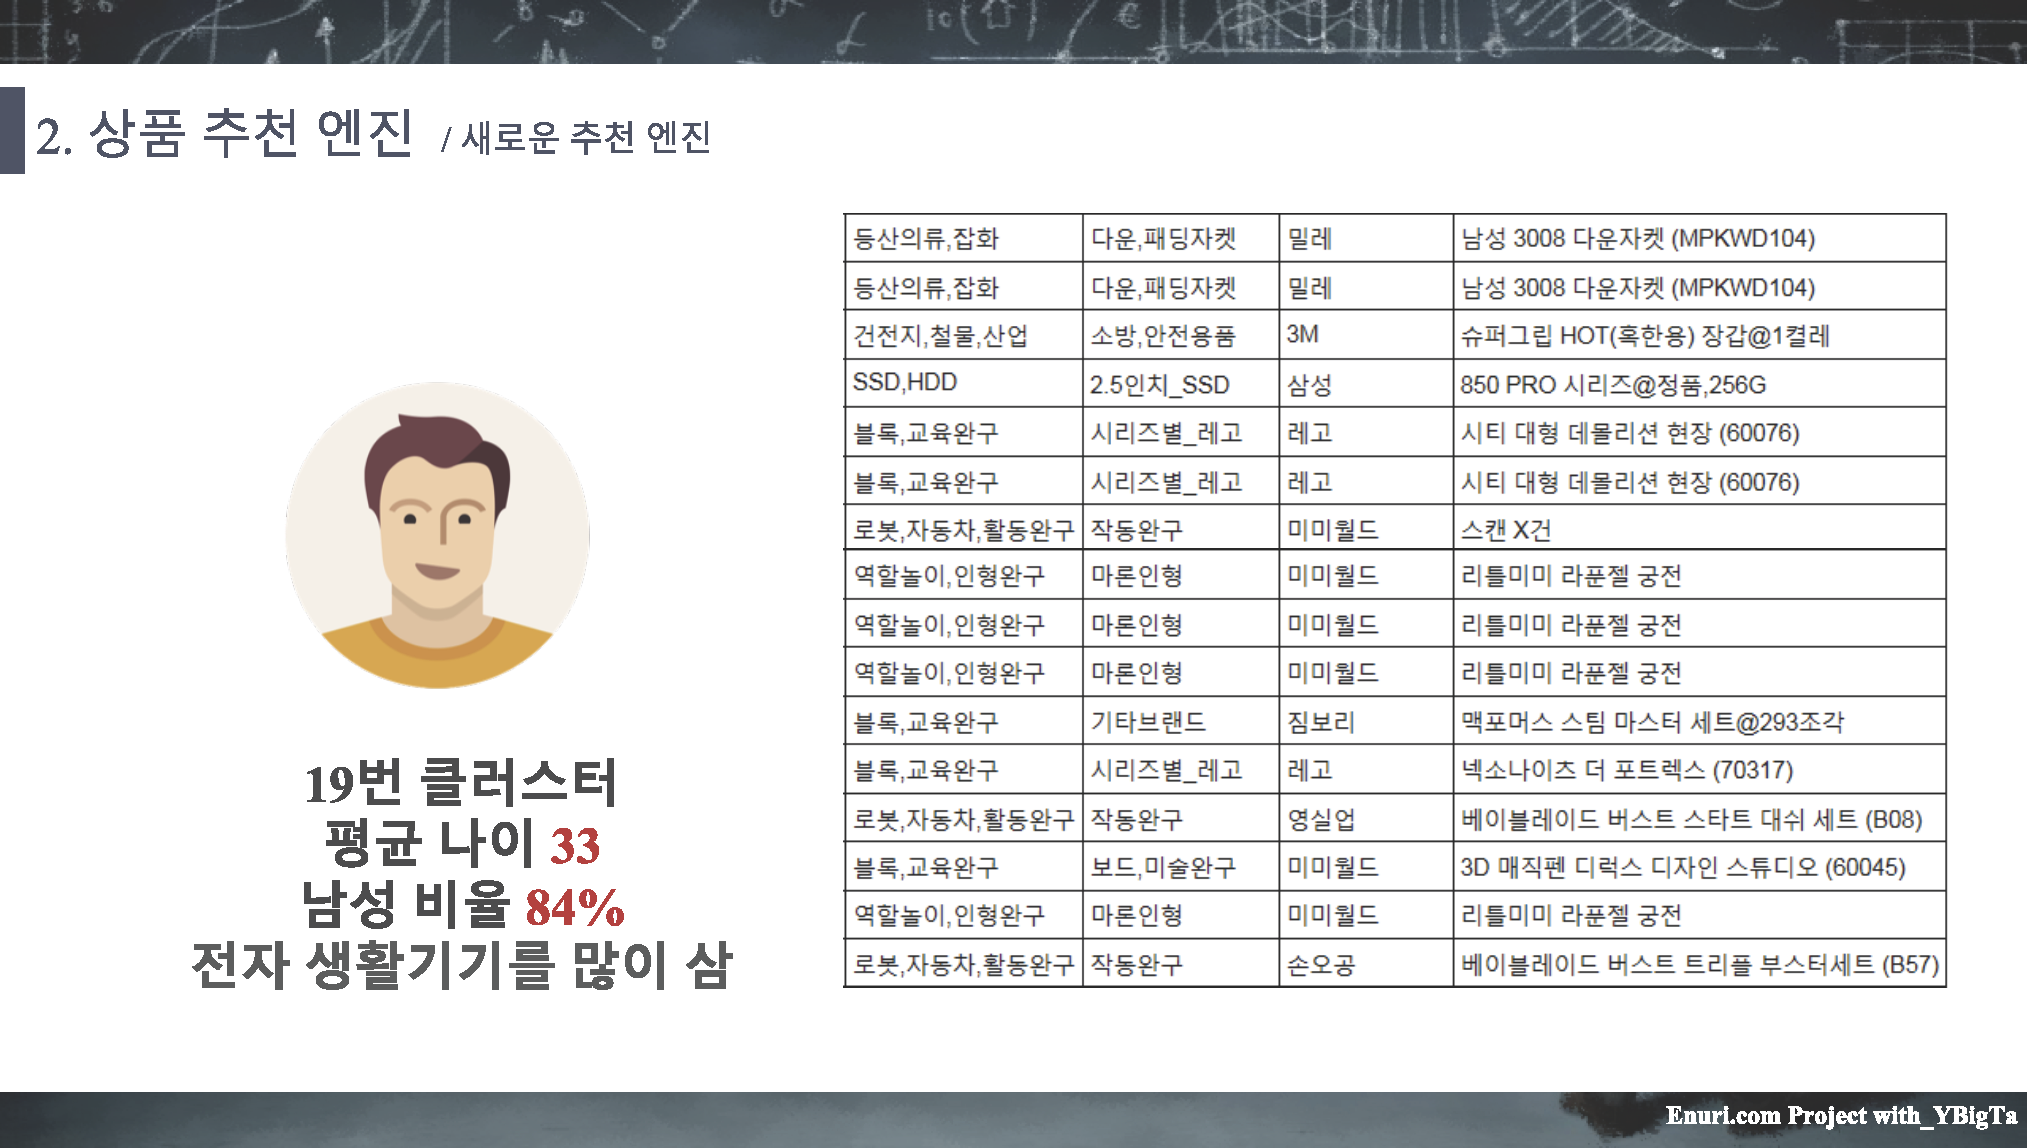 2. 상품 추천 엔진 / 새로운 추천 엔진
등산의류,잡화 다운,패딩자켓 밀레 남성 3008 다운자켓 (MPKWD104)
등산의류,잡화 다운,패딩자켓 밀레 남성 3008 다운자켓 (MPKWD104)
건전지,철물,산업 소방,안전용품 3M 슈퍼그립 HOT(혹한용) 장갑@1켤레
SSD,HDD 2.5인치_SSD 삼성 850 PRO 시리즈@정품,256G
블록,교육완구 시리즈별_레고 레고 시티 대형 데몰리션 현장 (60076)
블록,교육완구 시리즈별_레고 레고 시티 대형 데몰리션 현장 (60076)
로봇,자동차,활동완구 작동완구 미미월드 스캔 X건
역할놀이,인형완구 마론인형 미미월드 리틀미미 라푼젤 궁전
역할놀이,인형완구 마론인형 미미월드 리틀미미 라푼젤 궁전
역할놀이,인형완구 마론인형 미미월드 리틀미미 라푼젤 궁전
블록,교육완구 기타브랜드 짐보리 맥포머스 스팀 마스터 세트@293조각
블록,교육완구 시리즈별_레고 레고 넥소나이츠 더 포트렉스 (70317)
로봇,자동차,활동완구 작동완구 영실업 베이블레이드 버스트 스타트 대쉬 세트 (B08)
블록,교육완구 보드,미술완구 미미월드 3D 매직펜 디럭스 디자인 스튜디오 (60045)
역할놀이,인형완구 마론인형 미미월드 리틀미미 라푼젤 궁전
로봇,자동차,활동완구 작동완구 손오공 베이블레이드 버스트 트리플 부스터세트 (B57)
19번 클러스터
평균 나이 33
남성 비율 84%
전자 생활기기를 많이 삼
Enuri.com Project with_YBigTa